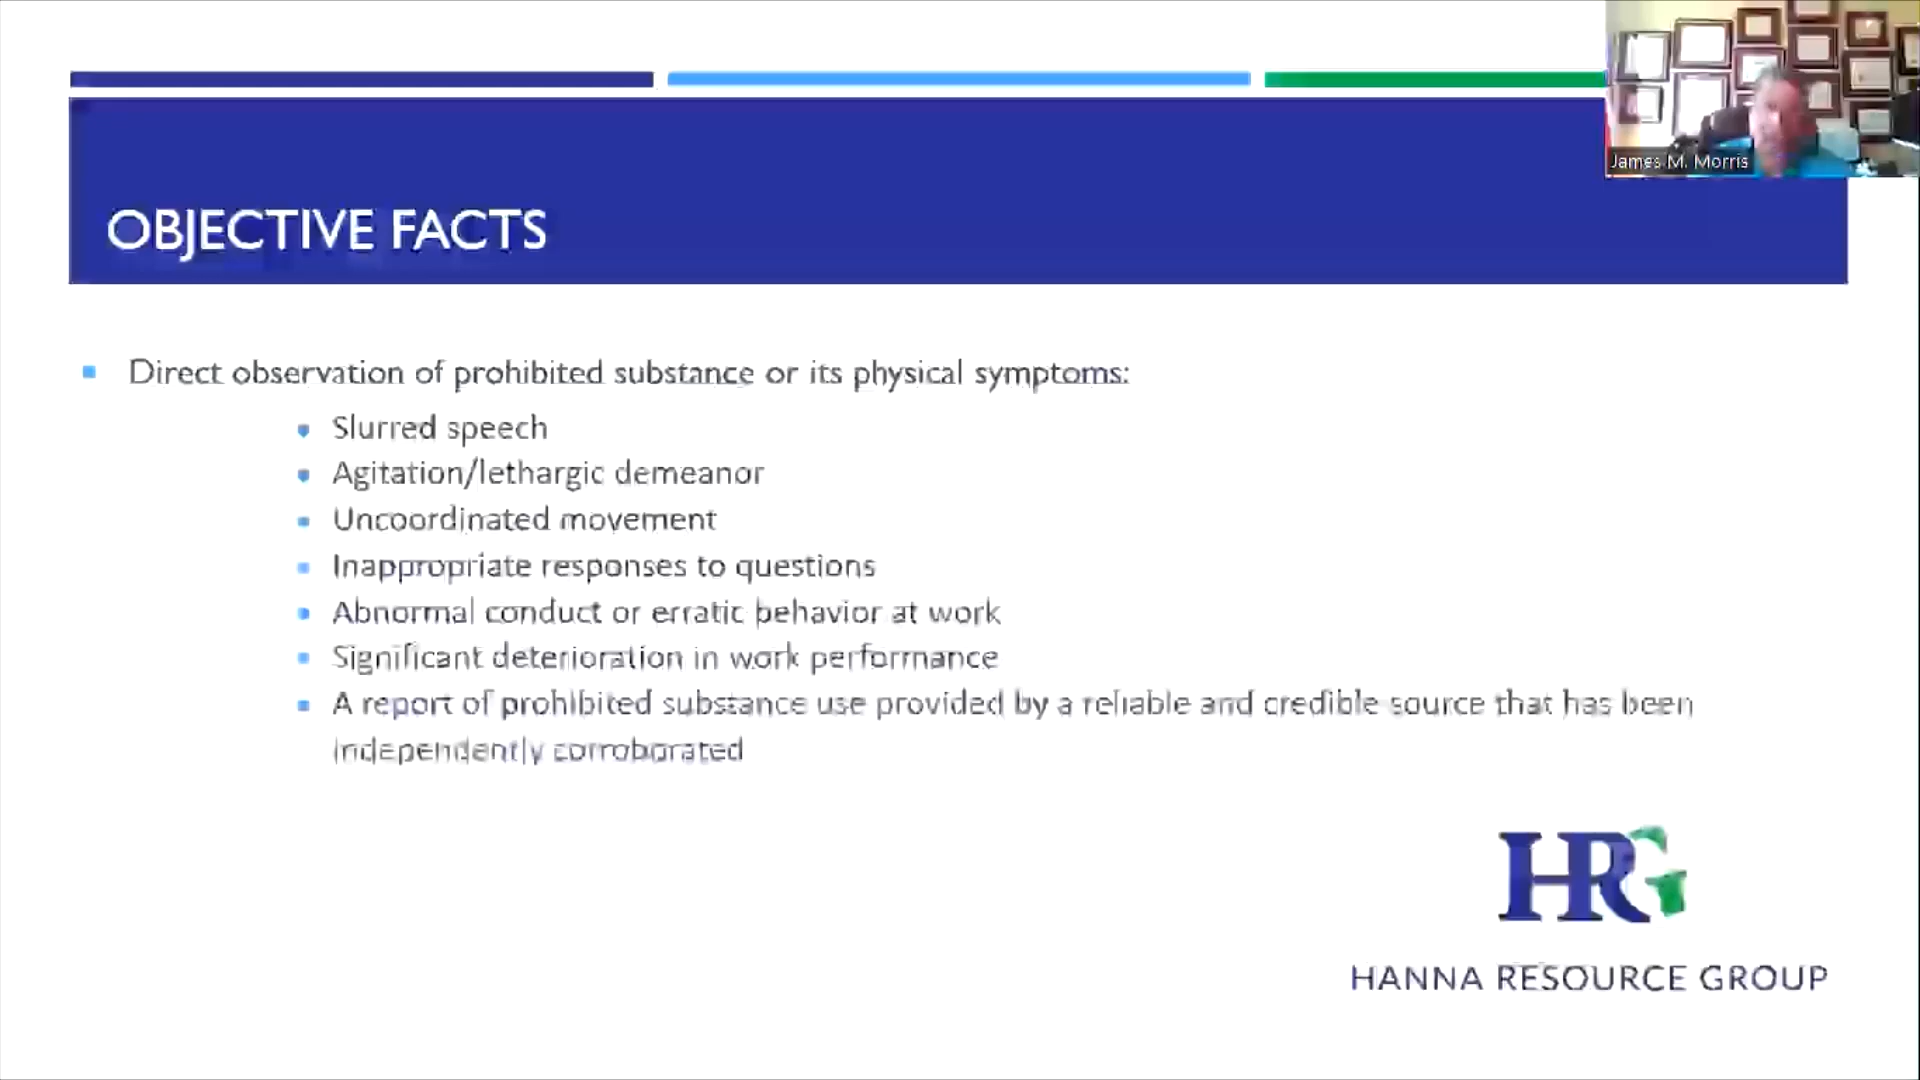 James M. Morris
OBJECTIVE FACTS
Direct observation of prohibited substance or its physical symptoms:
Slurred speech
Agitation/lethargic demeanor
Uncoordinated movement
Inappropriate responses to questions
Abnormal conduct or erratic behavior at work
Significant deterioration in work performance
A report of prohibited substance use provided by a reliable and credible source that has been
independently corroborated
HRG
HANNA RESOURCE GROUP